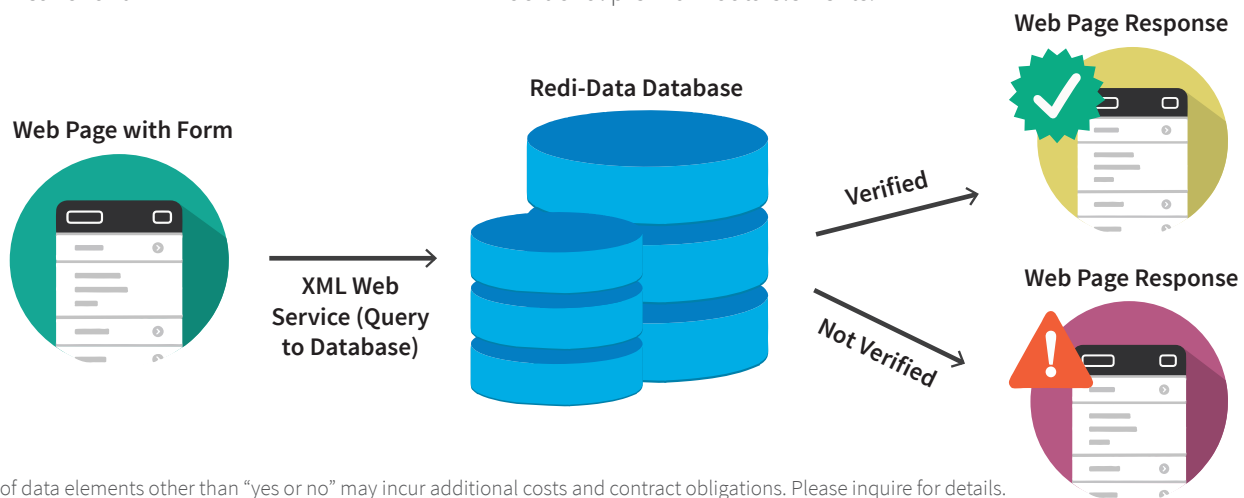 Web Page Response
Redi-Data Database
Web Page with Form
Verified
XML Web
Service (Query
to Database)
Web Page Response
Not Verified
of data elements other than “yes or no” may incur additional costs and contract obligations. Please inquire for details.